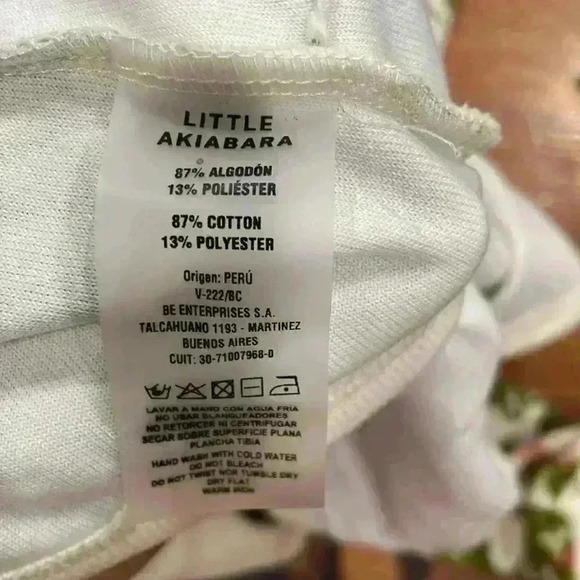 LITTLE
AKIABARA
87% ALGODÓN
13% POLIÉSTER
87% COTTON
13% POLYESTER
Origen: PERÚ
V-222/BC
BE ENTERPRISES S.A.
TALCAHUANO 1193 - MARTINEZ
BUENOS AIRES
CUIT: 30-71007968-0
LAVAR A MANO CON AGUA FRIA
NO USAR BLANQUEADORES
NO RETORCER NI CENTRIFUGAR
SECAR SOBRE SUPERFICIE PLANA
PLANCHA TIBIA
HAND WASH WITH COLD WATER
DO NOT BLEACH
DO NOT TWIST NOR TUMBLE DRY
DRY FLAT
WARM IRON